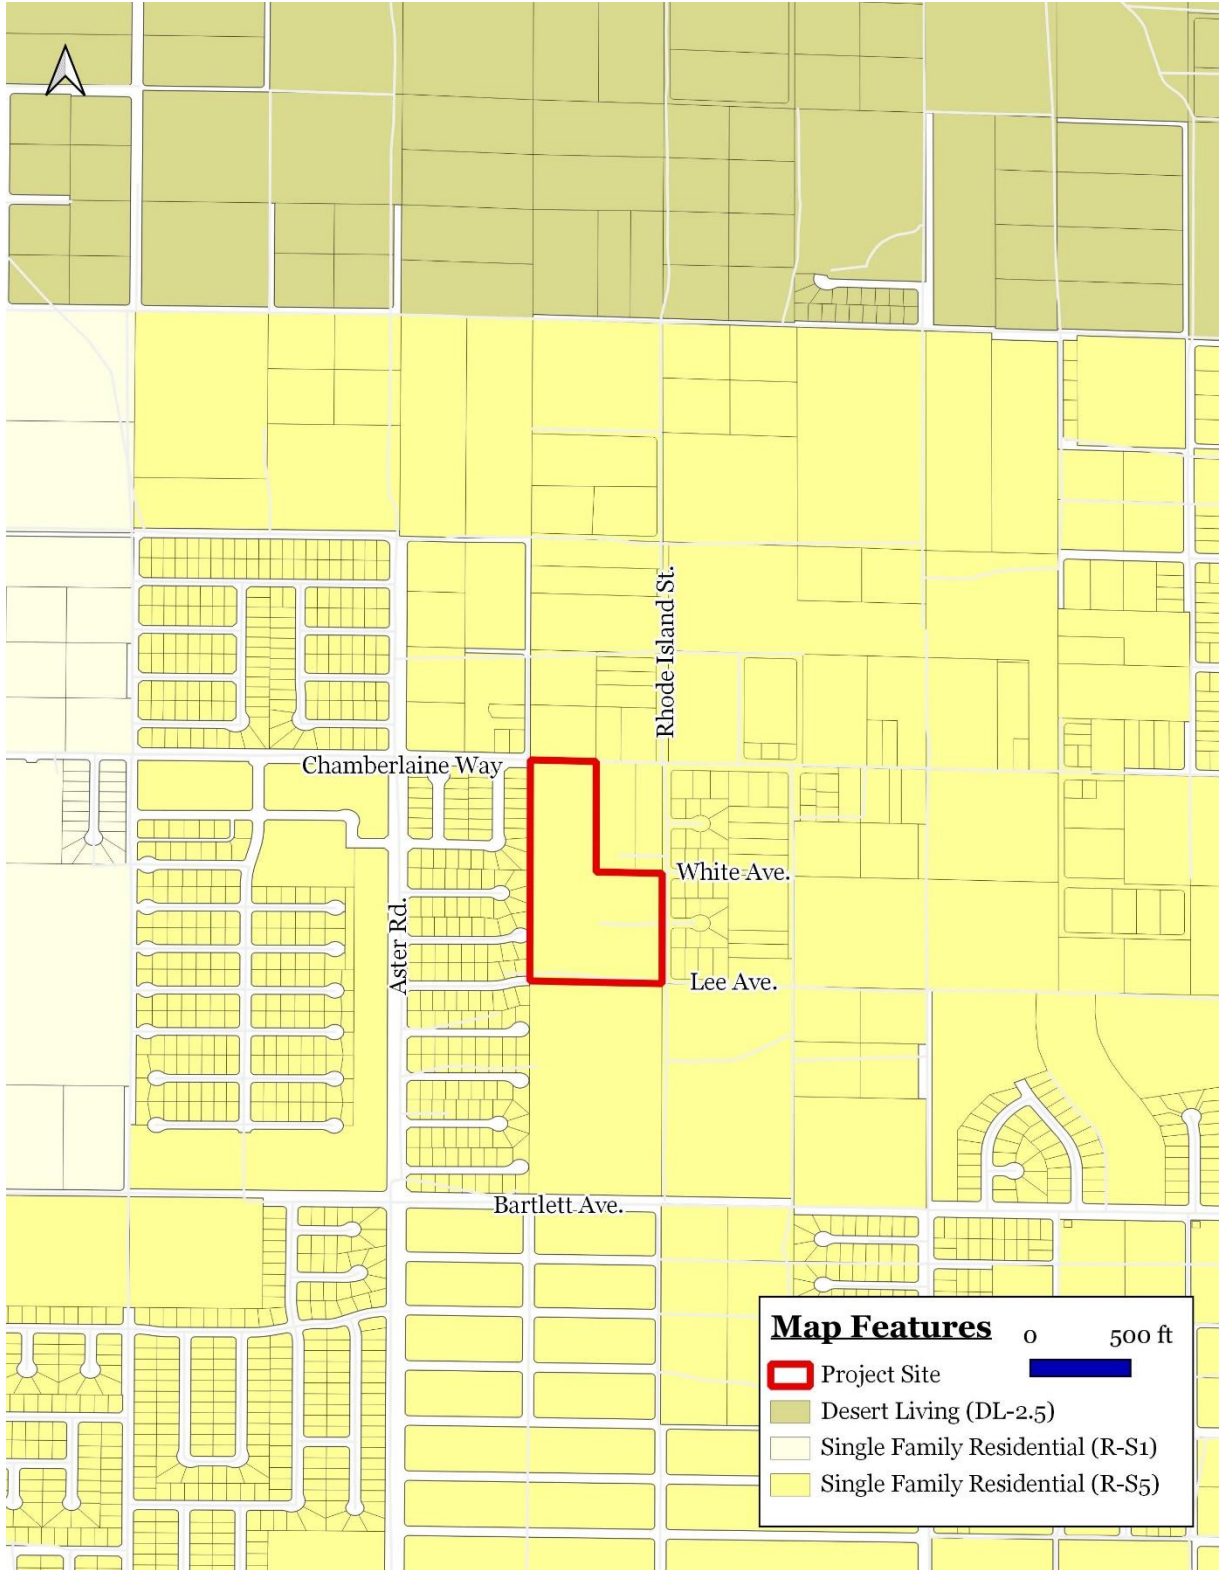 Rhode Island St.
Chamberlaine Way
White Ave.
Aster Rd.
Lee Ave.
Bartlett Ave.
Map Features
0 500 ft
Project Site
Desert Living (DL-2.5)
Single Family Residential (R-S1)
Single Family Residential (R-S5)